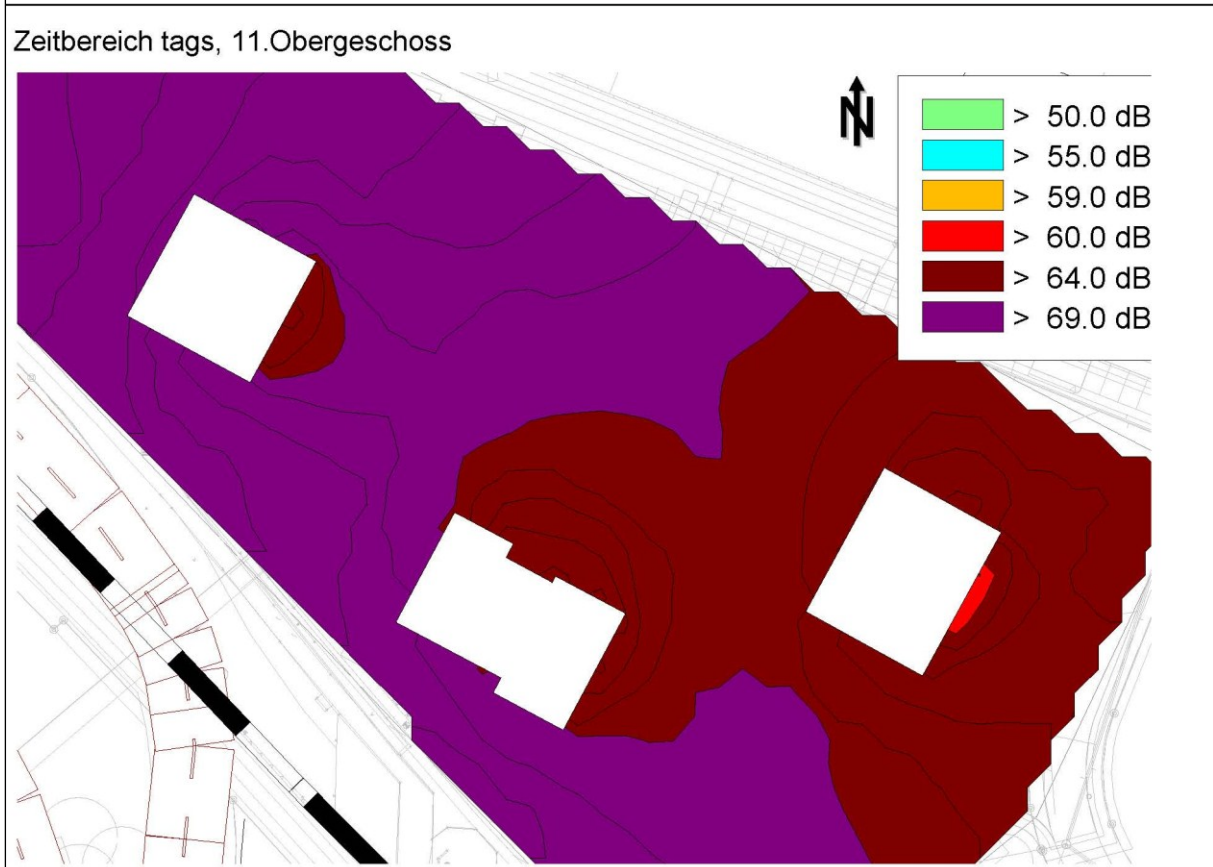 Zeitbereich tags, 11.Obergeschoss
N
> 50.0 dB
> 55.0 dB
> 59.0 dB
> 60.0 dB
> 64.0 dB
> 69.0 dB